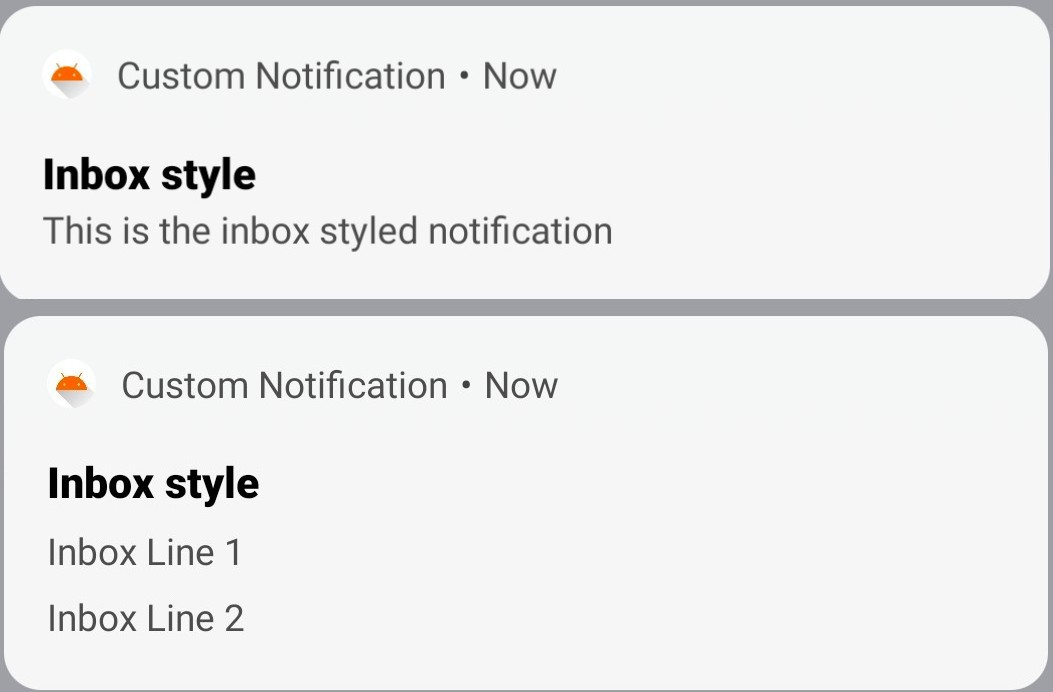 Custom Notification • Now
Inbox style
This is the inbox styled notification
Custom Notification • Now
Inbox style
Inbox Line 1
Inbox Line 2